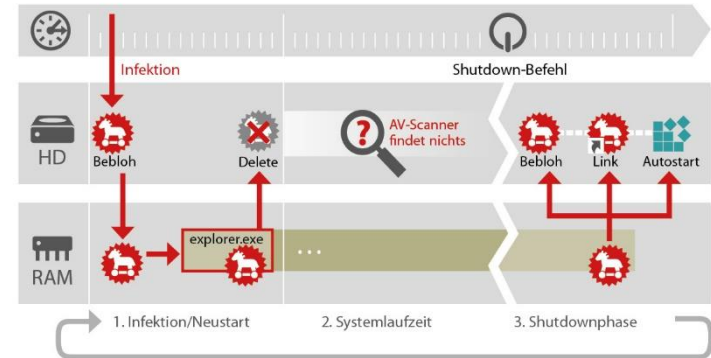 Infektion
Shutdown-Befehl
HD
Bebloh
Delete
?
AV-Scanner
findet nichts
Bebloh
Link
Autostart
RAM
explorer.exe
...
1. Infektion/Neustart
2. Systemlaufzeit
3. Shutdownphase